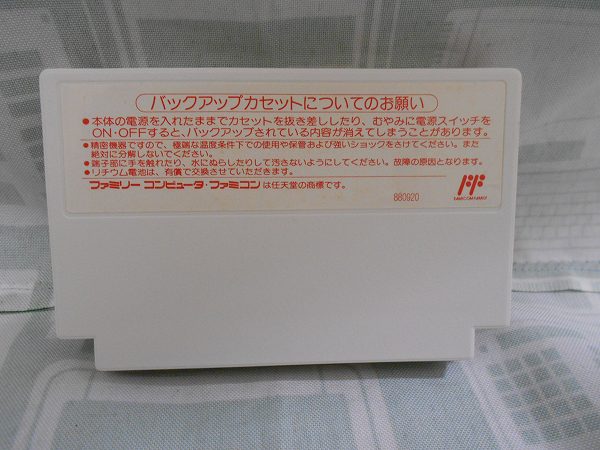 バックアップカセットについてのお願い
●本体の電源を入れたままでカセットを抜き差ししたり、むやみに電源スイッチを
ON・OFFすると、バックアップされている内容が消えてしまうことがあります。
●精密機器ですので、極端な温度条件下での使用や保管および強いショックをさけてください。また
絶対に分解しないでください。
●端子部に手を触れたり、水にぬらしたりして汚さないようにしてください。故障の原因となります。
●リチウム電池は、有償で交換させていただきます。
ファミリーコンピュータ・ファミコンは任天堂の商標です。
880920
FAMICOM FAMILY